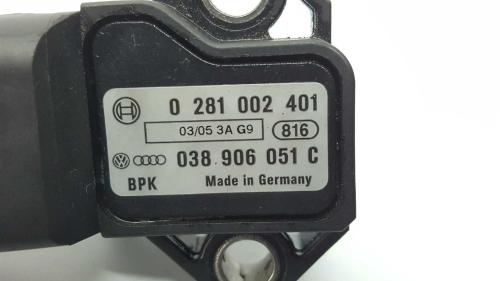 0 281 002 401
03/05 3A G9 816
038 906 051 C
BPK Made in Germany